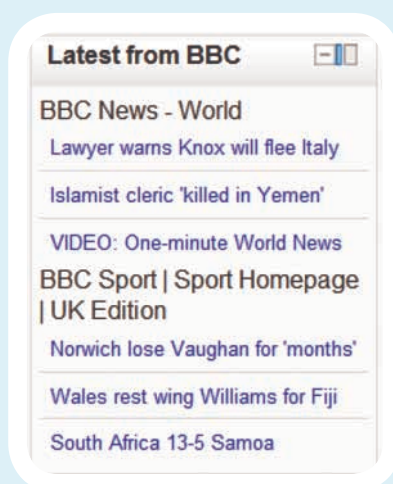 Latest from BBC
BBC News - World
Lawyer warns Knox will flee Italy
Islamist cleric 'killed in Yemen'
VIDEO: One-minute World News
BBC Sport | Sport Homepage
| UK Edition
Norwich lose Vaughan for 'months'
Wales rest wing Williams for Fiji
South Africa 13-5 Samoa